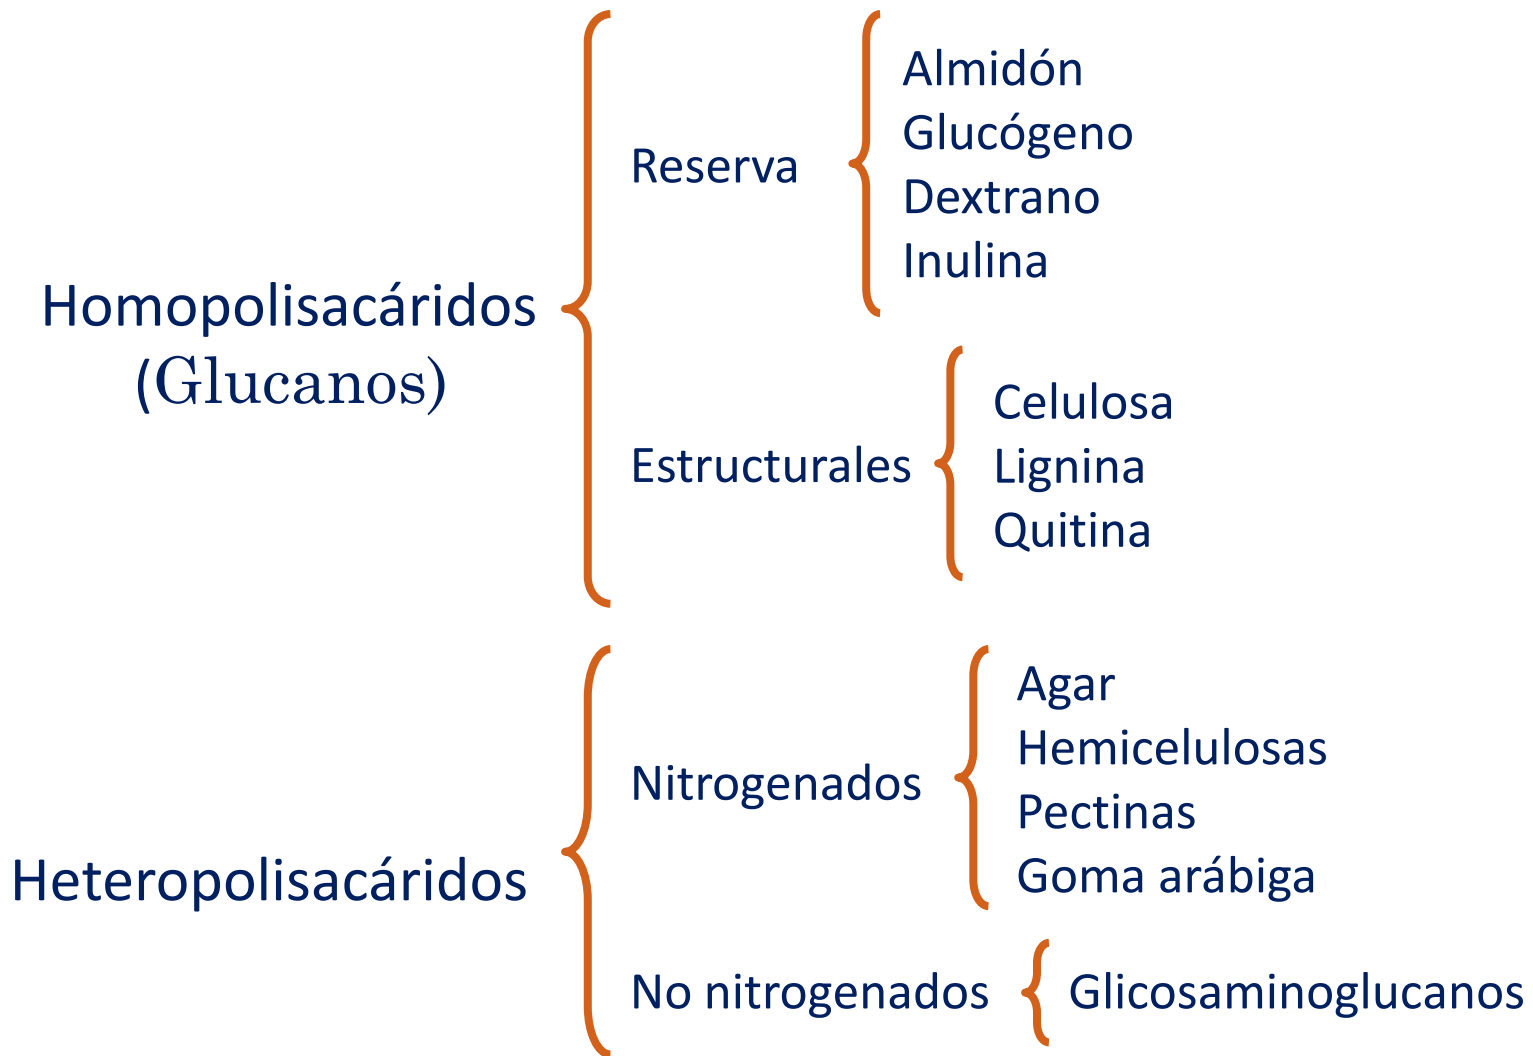 Homopolisacáridos
(Glucanos)
Reserva
Almidón
Glucógeno
Dextrano
Inulina
Estructurales
Celulosa
Lignina
Quitina
Heteropolisacáridos
Nitrogenados
Agar
Hemicelulosas
Pectinas
Goma arábiga
No nitrogenados
Glicosaminoglucanos